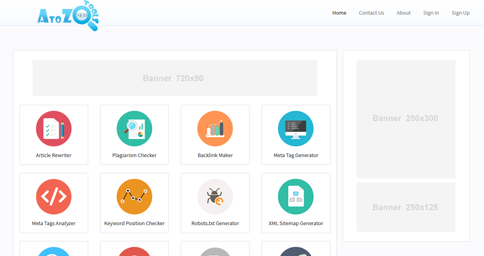 AToZ SEO Tools
Home Contact Us About Sign In Sign Up
Banner 720x90
Banner 250x300
Article Rewriter Plagiarism Checker Backlink Maker Meta Tag Generator
Meta Tags Analyzer Keyword Position Checker Robots.txt Generator XML Sitemap Generator
Banner 250x125